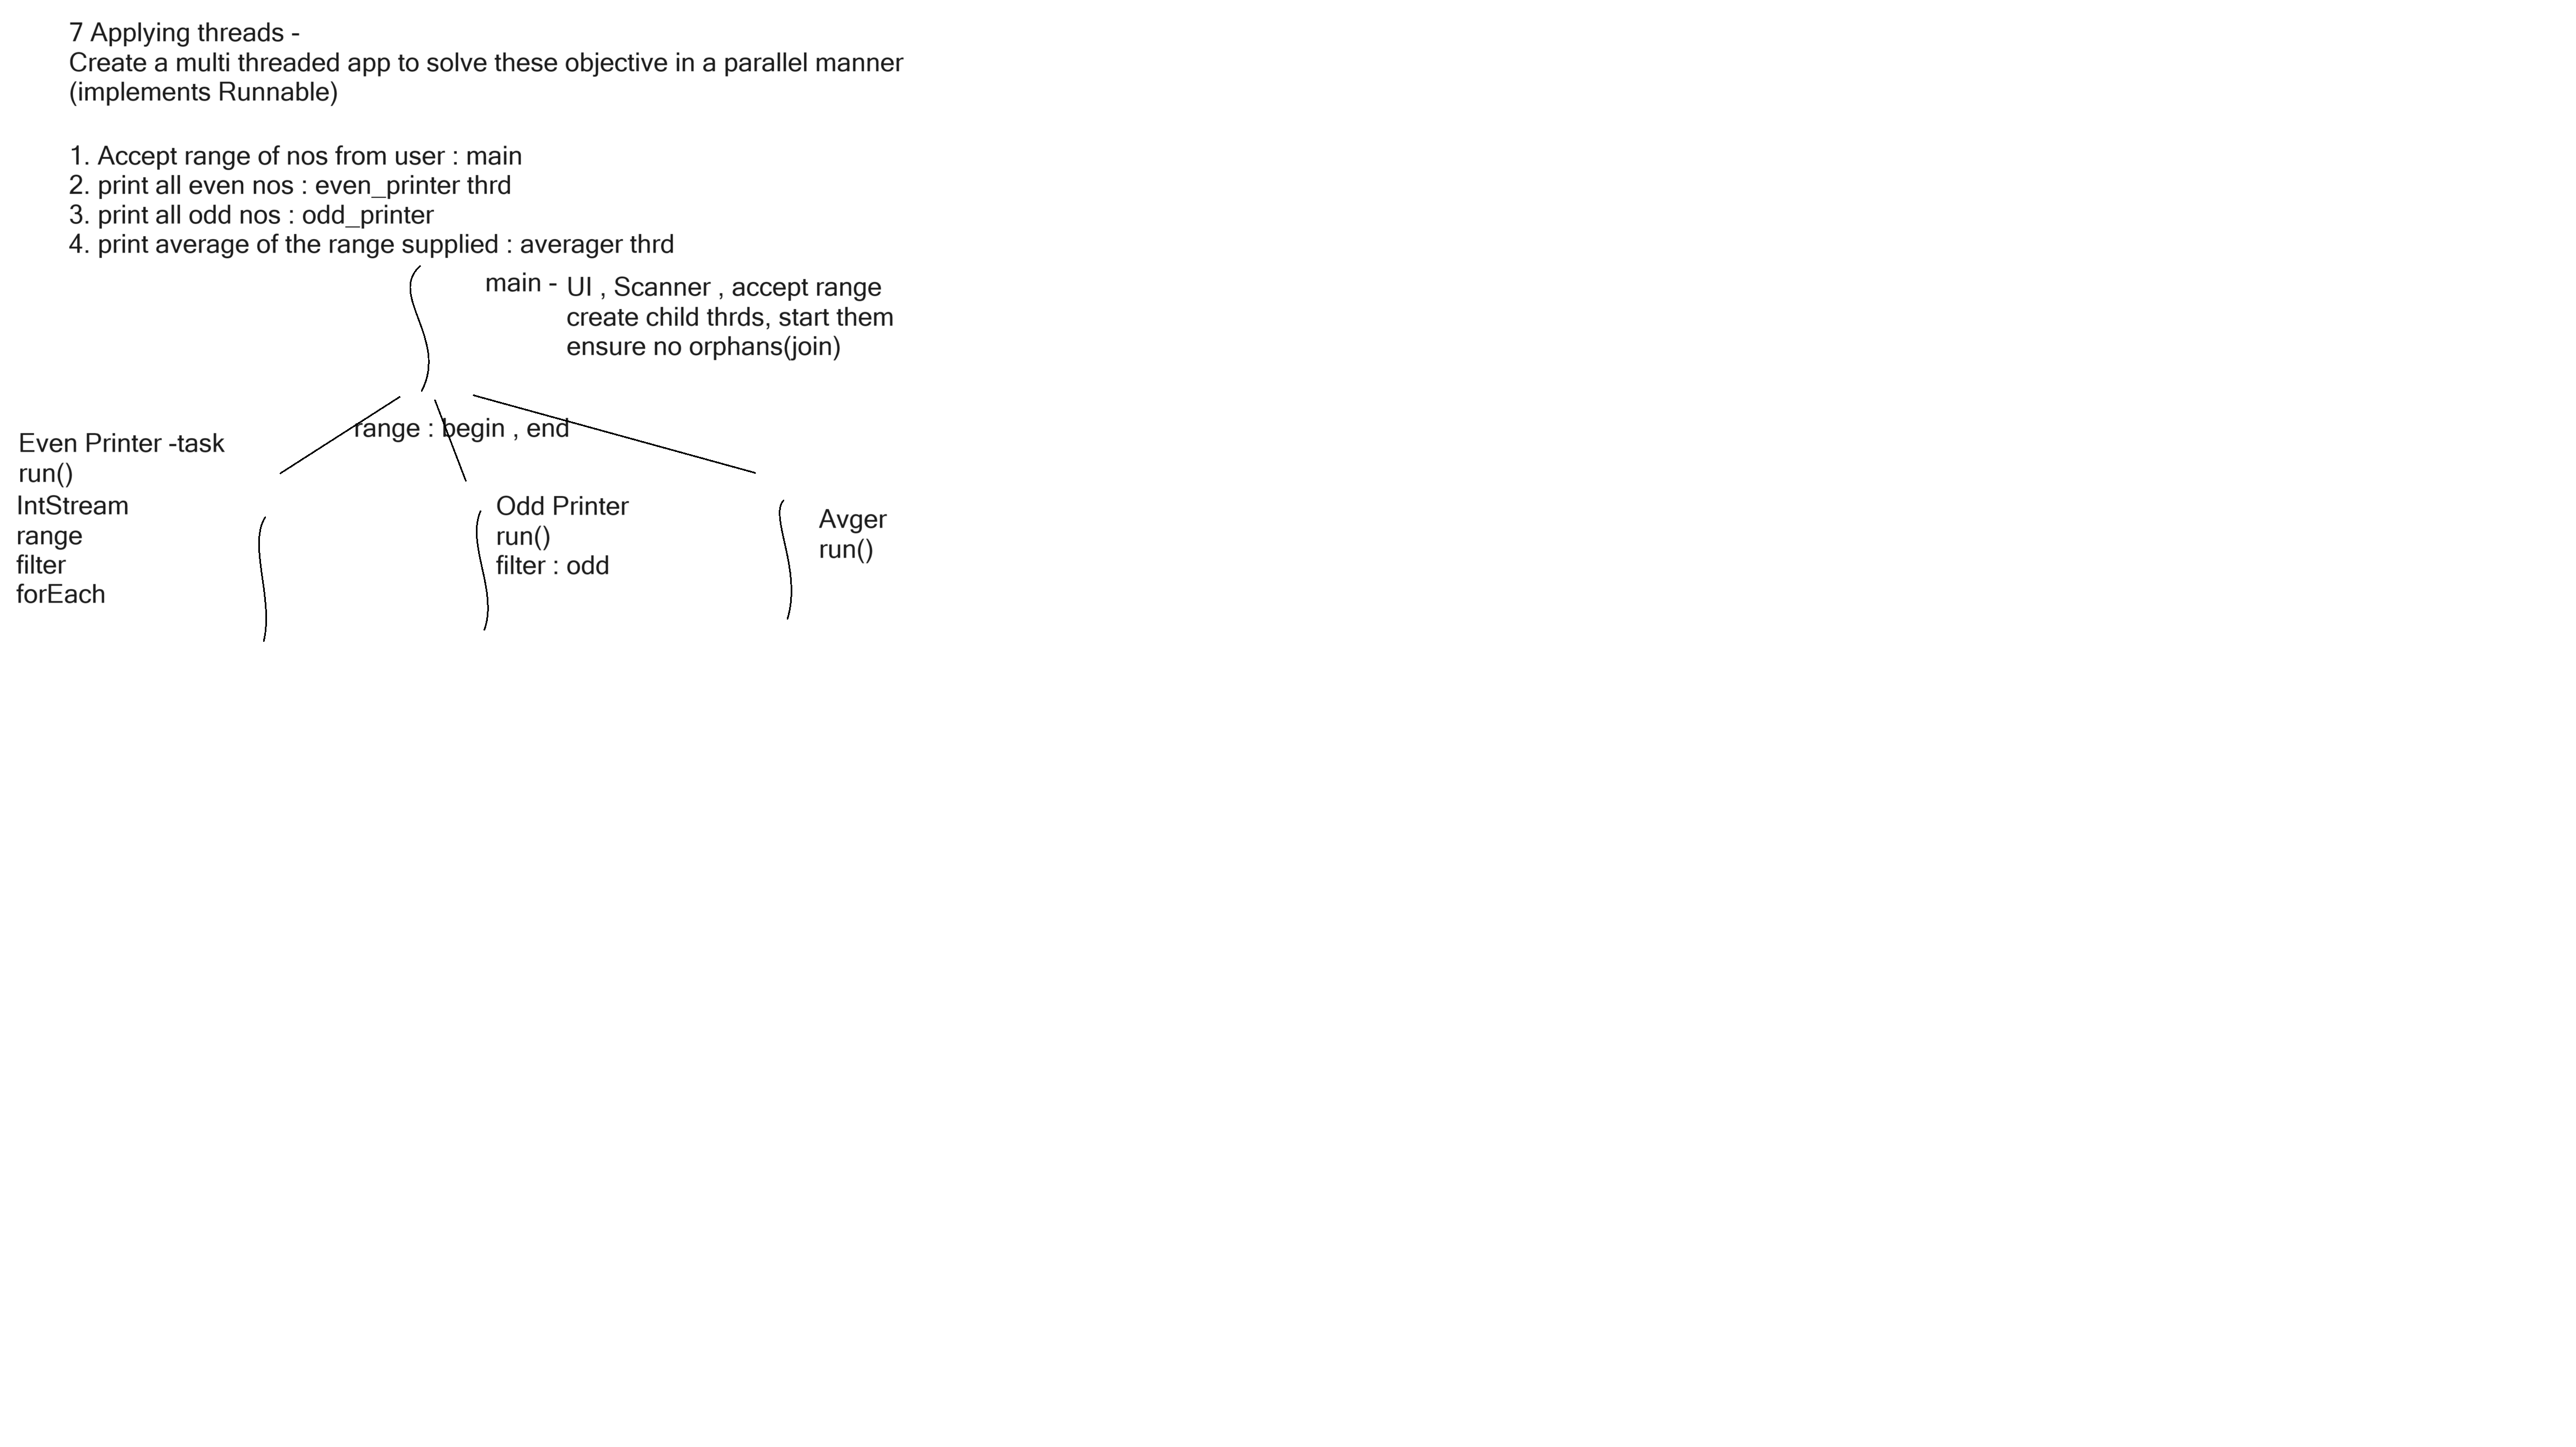 7 Applying threads -
Create a multi threaded app to solve these objective in a parallel manner
(implements Runnable)
1. Accept range of nos from user : main
2. print all even nos : even_printer thrd
3. print all odd nos : odd_printer
4. print average of the range supplied : averager thrd
main - UI , Scanner , accept range
create child thrds, start them
ensure no orphans(join)
range : begin , end
Even Printer -task
run()
IntStream
range
filter
forEach
Odd Printer
run()
filter : odd
Avger
run()